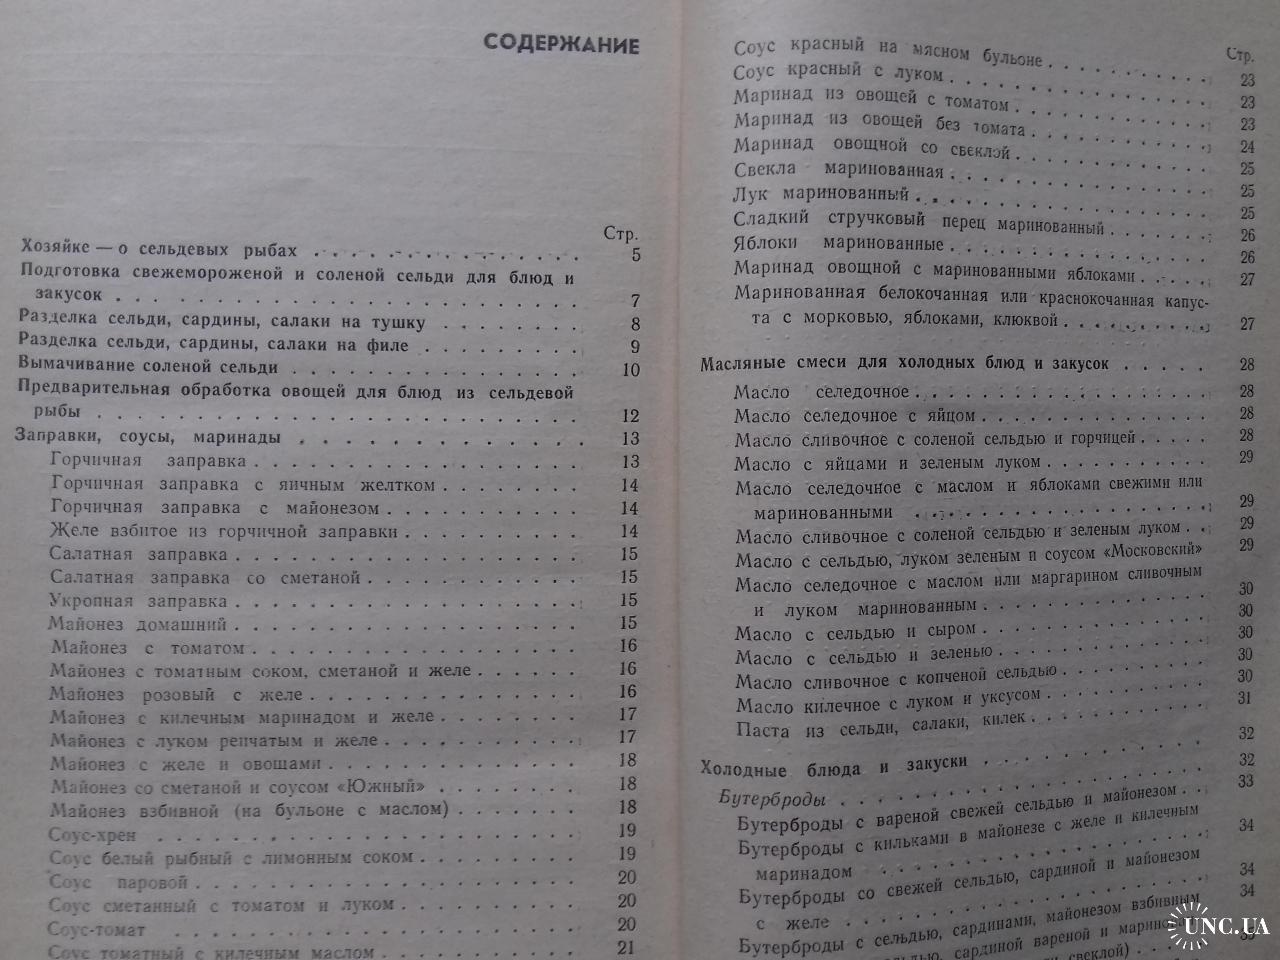 СОДЕРЖАНИЕ
Стр.
Хозяйке — о сельдевых рыбах . . . . . . . . . . . . . 5
Подготовка свежемороженой и соленой сельди для блюд и
закусок . . . . . . . . . . . . . . . . . . . . . . 7
Разделка сельди, сардины, салаки на тушку . . . . . . . 8
Разделка сельди, сардины, салаки на филе . . . . . . . . 9
Вымачивание соленой сельди . . . . . . . . . . . . . 10
Предварительная обработка овощей для блюд из сельдевой
рыбы . . . . . . . . . . . . . . . . . . . . . . 12
Заправки, соусы, маринады . . . . . . . . . . . . . 13
Горчичная заправка . . . . . . . . . . . . . . . 13
Горчичная заправка с яичным желтком . . . . . . . 14
Горчичная заправка с майонезом . . . . . . . . . . 14
Желе взбитое из горчичной заправки . . . . . . . . 14
Салатная заправка . . . . . . . . . . . . . . . . 15
Салатная заправка со сметаной . . . . . . . . . . 15
Укропная заправка . . . . . . . . . . . . . . . . 15
Майонез домашний . . . . . . . . . . . . . . . . 15
Майонез с томатом . . . . . . . . . . . . . . . 16
Майонез с томатным соком, сметаной и желе . . . . . 16
Майонез розовый с желе . . . . . . . . . . . . . 16
Майонез с килечным маринадом и желе . . . . . . . 17
Майонез с луком репчатым и желе . . . . . . . . . 17
Майонез с желе и овощами . . . . . . . . . . . . 18
Майонез со сметаной и соусом «Южный» . . . . . . . 18
Майонез взбивной (на бульоне с маслом) . . . . . . 18
Соус-хрен . . . . . . . . . . . . . . . . . . . 19
Соус белый рыбный с лимонным соком . . . . . . . . 19
Соус паровой . . . . . . . . . . . . . . . . . . 20
Соус сметанный с томатом и луком . . . . . . . . . 20
Соус-томат . . . . . . . . . . . . . . . . . . . 20
Соус томатный с килечным маслом . . . . . . . . . 21
Стр.
Соус красный на мясном бульоне . . . . . . . . . . 23
Соус красный с луком . . . . . . . . . . . . . . 23
Маринад из овощей с томатом . . . . . . . . . . . 23
Маринад из овощей без томата . . . . . . . . . . . 24
Маринад овощной со свеклой . . . . . . . . . . . 25
Свекла маринованная . . . . . . . . . . . . . . . 25
Лук маринованный . . . . . . . . . . . . . . . . 25
Сладкий стручковый перец маринованный . . . . . . . 26
Яблоки маринованные . . . . . . . . . . . . . . . 26
Маринад овощной с маринованными яблоками . . . . . 27
Маринованная белокочанная или краснокочанная капус-
та с морковью, яблоками, клюквой . . . . . . . . . 27
Масляные смеси для холодных блюд и закусок . . . . . 28
Масло селедочное . . . . . . . . . . . . . . . . 28
Масло селедочное с яйцом . . . . . . . . . . . . . 28
Масло сливочное с соленой сельдью и горчицей . . . . . 28
Масло с яйцами и зеленым луком . . . . . . . . . . 29
Масло селедочное с маслом и яблоками свежими или
маринованными . . . . . . . . . . . . . . . . . 29
Масло сливочное с соленой сельдью и зеленым луком . . 29
Масло с сельдью, луком зеленым и соусом «Московский» 29
Масло селедочное с маслом или маргарином сливочным
и луком маринованным . . . . . . . . . . . . . . 30
Масло с сельдью и сыром . . . . . . . . . . . . . 30
Масло с сельдью и зеленью . . . . . . . . . . . . 30
Масло сливочное с копченой сельдью . . . . . . . . 30
Масло килечное с луком и уксусом . . . . . . . . . 30
Паста из сельди, салаки, килек . . . . . . . . . . 31
Холодные блюда и закуски . . . . . . . . . . . . . 32
Бутерброды . . . . . . . . . . . . . . . . . . 32
Бутерброды с вареной свежей сельдью и майонезом . . 33
Бутерброды с кильками в майонезе с желе и килечным
маринадом . . . . . . . . . . . . . . . . . . . 34
Бутерброды со свежей сельдью, сардиной и майонезом
с желе . . . . . . . . . . . . . . . . . . . . 34
Бутерброды с сельдью, сардинами, майонезом взбивным 34
сельдью, сардиной вареной и маринован-
свеклой)
UNC.UA